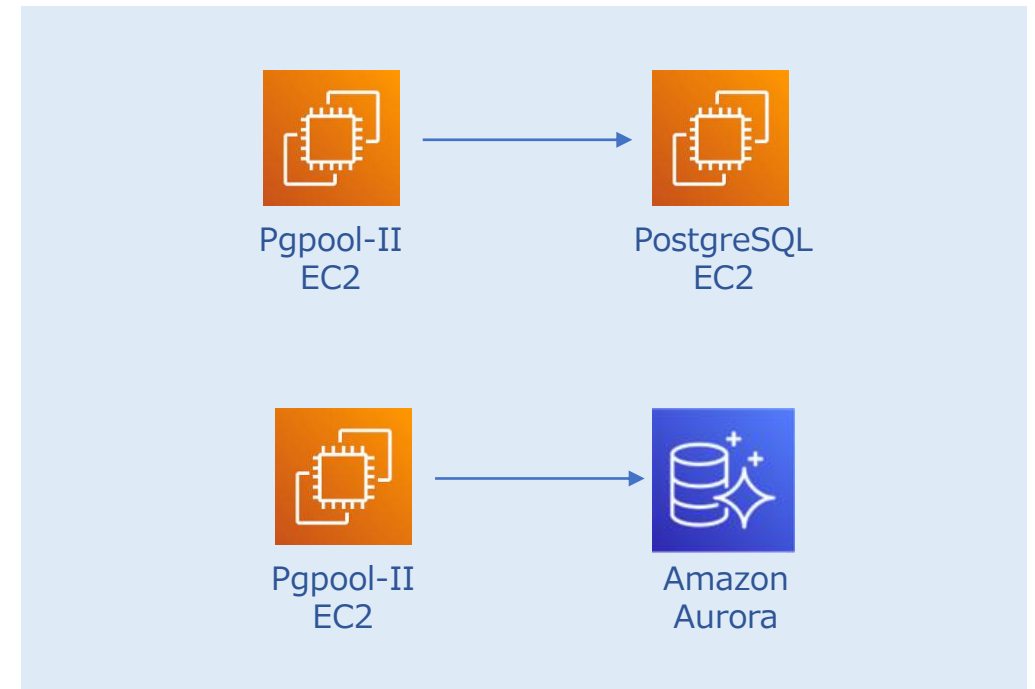 Pgpool-II
EC2
PostgreSQL
EC2
Pgpool-II
EC2
Amazon
Aurora